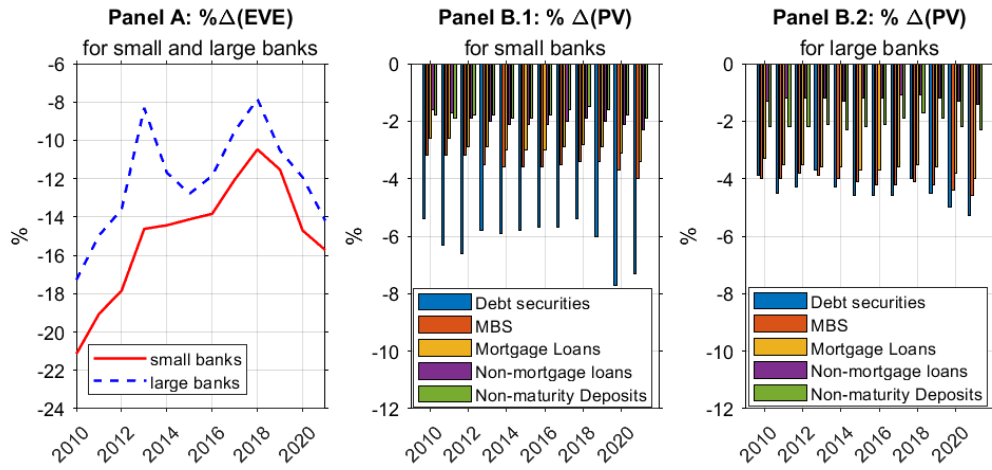 Panel A: %Δ(EVE)
for small and large banks
-6
-8
-10
-12
-14
-16
-18
-20
-22
-24
%
small banks
large banks
2010
2012
2014
2016
2018
2020
Panel B.1: % Δ(PV)
for small banks
0
-2
-4
-6
-8
-10
-12
%
Debt securities
MBS
Mortgage Loans
Non-mortgage loans
Non-maturity Deposits
2010
2012
2014
2016
2018
2020
Panel B.2: % Δ(PV)
for large banks
0
-2
-4
-6
-8
-10
-12
%
Debt securities
MBS
Mortgage Loans
Non-mortgage loans
Non-maturity Deposits
2010
2012
2014
2016
2018
2020